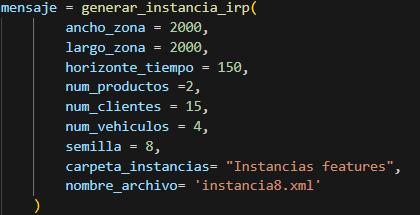 mensaje = generar_instancia_irp(
ancho_zona = 2000,
largo_zona = 2000,
horizonte_tiempo = 150,
num_productos =2,
num_clientes = 15,
num_vehiculos = 4,
semilla = 8,
carpeta_instancias= "Instancias features",
nombre_archivo= 'instancia8.xml'
)